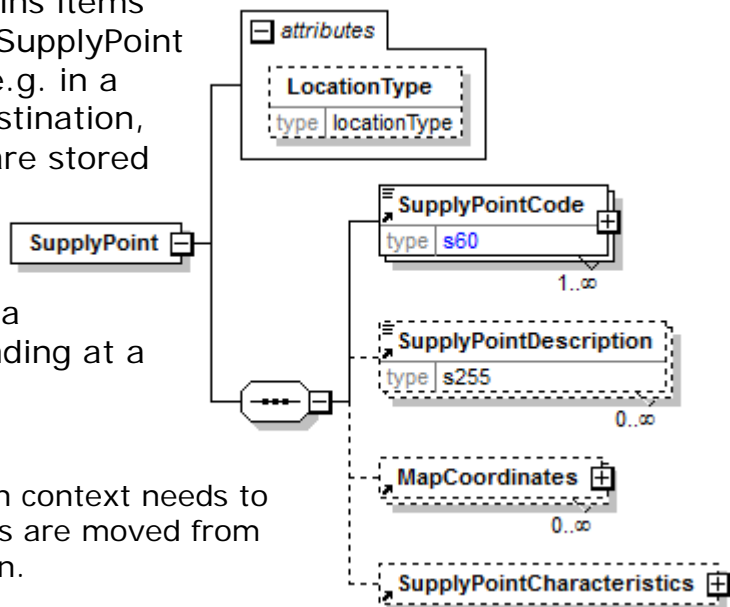 ins items
SupplyPoint
e.g. in a
stination,
are stored
a
nding at a
n context needs to
s are moved from
n.
attributes
LocationType
type locationType
SupplyPoint
SupplyPointCode
type s60
1..∞
SupplyPointDescription
type s255
0..∞
MapCoordinates
0..∞
SupplyPointCharacteristics